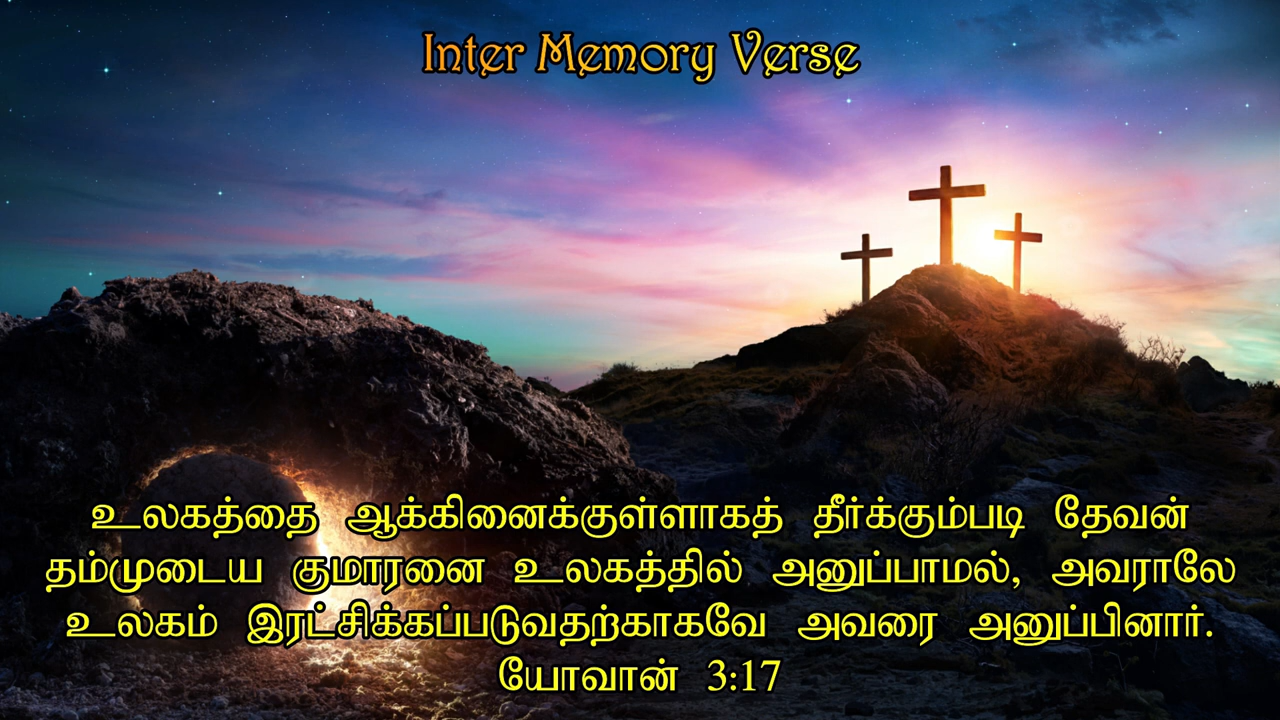 Inter Memory Verse
உலகத்தை ஆக்கினைக்குள்ளாகத் தீர்க்கும்படி தேவன்
தம்முடைய குமாரனை உலகத்தில் அனுப்பாமல், அவராலே
உலகம் இரட்சிக்கப்படுவதற்காகவே அவரை அனுப்பினார்.
யோவான் 3:17